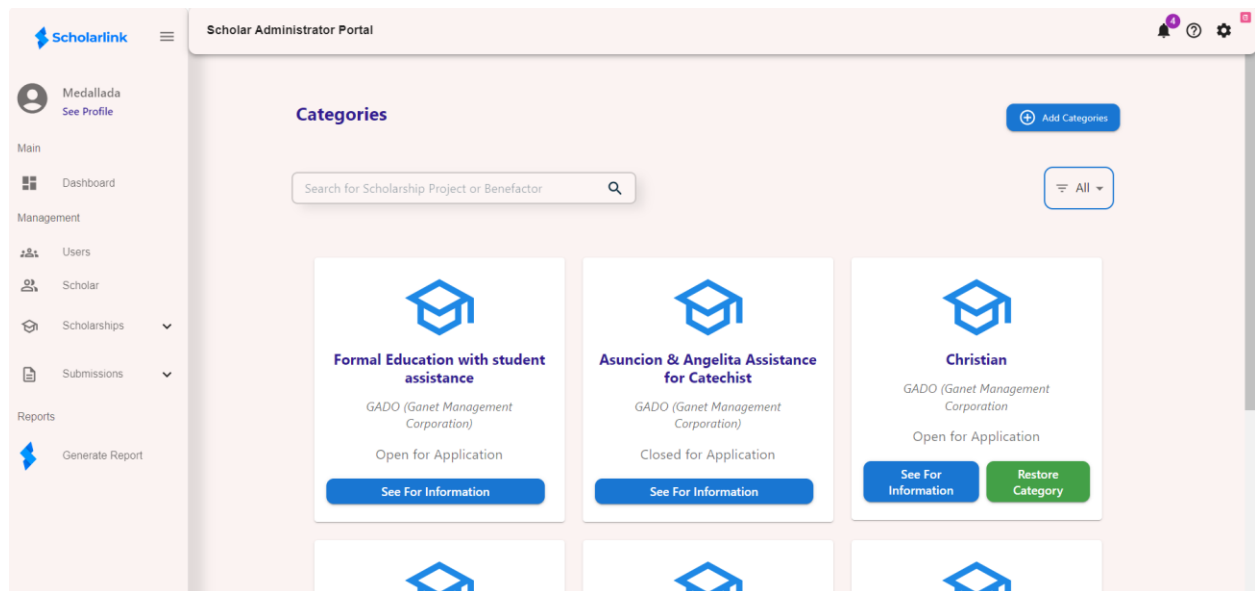 Scholarlink
Scholar Administrator Portal
4
Medallada
See Profile
Main
Dashboard
Management
Users
Scholar
Scholarships
Submissions
Reports
Generate Report
Categories
Add Categories
Search for Scholarship Project or Benefactor
All
Formal Education with student
assistance
GADO (Ganet Management
Corporation)
Open for Application
See For Information
Asuncion & Angelita Assistance
for Catechist
GADO (Ganet Management
Corporation)
Closed for Application
See For Information
Christian
GADO (Ganet Management
Corporation
Open for Application
See For
Information
Restore
Category